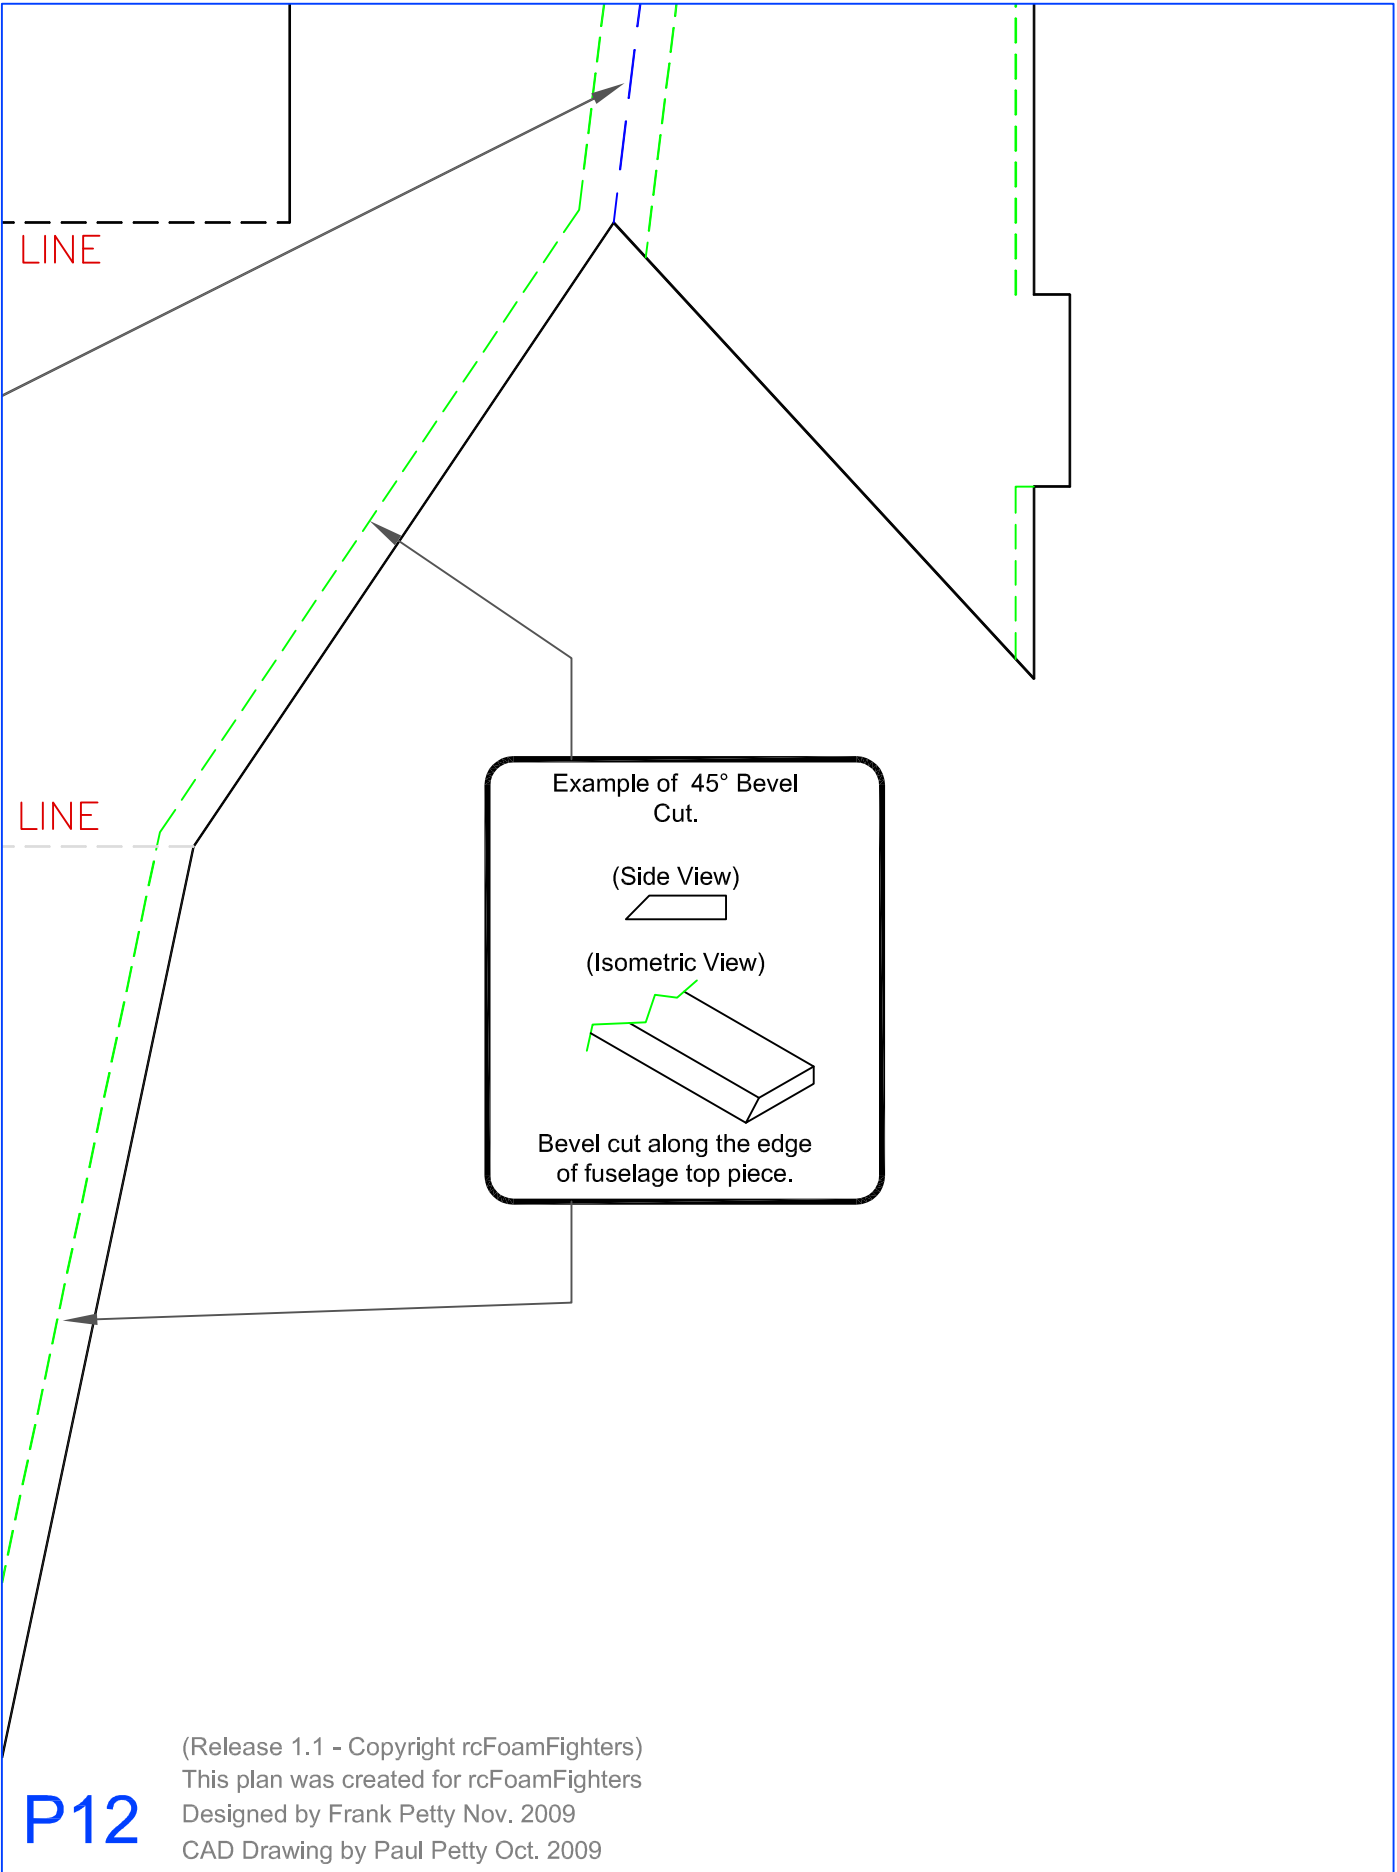 LINE
LINE
Example of 45° Bevel
Cut.
(Side View)
(Isometric View)
Bevel cut along the edge
of fuselage top piece.
(Release 1.1 - Copyright rcFoamFighters)
This plan was created for rcFoamFighters
Designed by Frank Petty Nov. 2009
CAD Drawing by Paul Petty Oct. 2009
P12